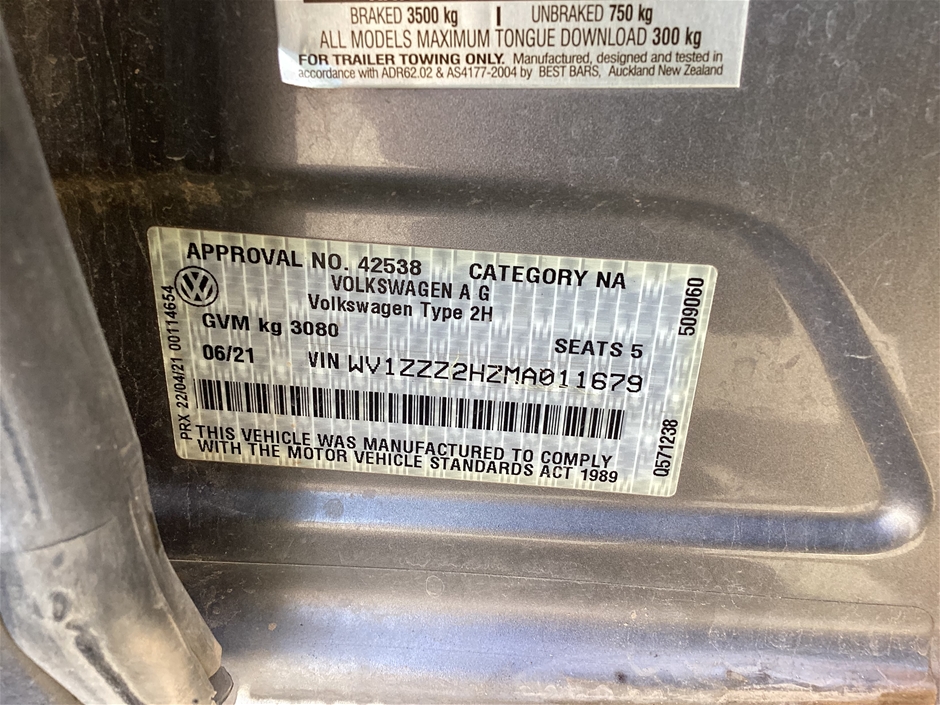 BRAKED 3500 kg | UNBRAKED 750 kg
ALL MODELS MAXIMUM TONGUE DOWNLOAD 300 kg
FOR TRAILER TOWING ONLY. Manufactured, designed and tested in
accordance with ADR62.02 & AS4177-2004 by BEST BARS, Auckland New Zealand
APPROVAL NO. 42538 CATEGORY NA
VOLKSWAGEN A G
Volkswagen Type 2H
GVM kg 3080
SEATS 5
06/21 VIN WV1ZZZ2HZMA011679
THIS VEHICLE WAS MANUFACTURED TO COMPLY
WITH THE MOTOR VEHICLE STANDARDS ACT 1989
PRX 22/04/21 00114654
509060
Q571238